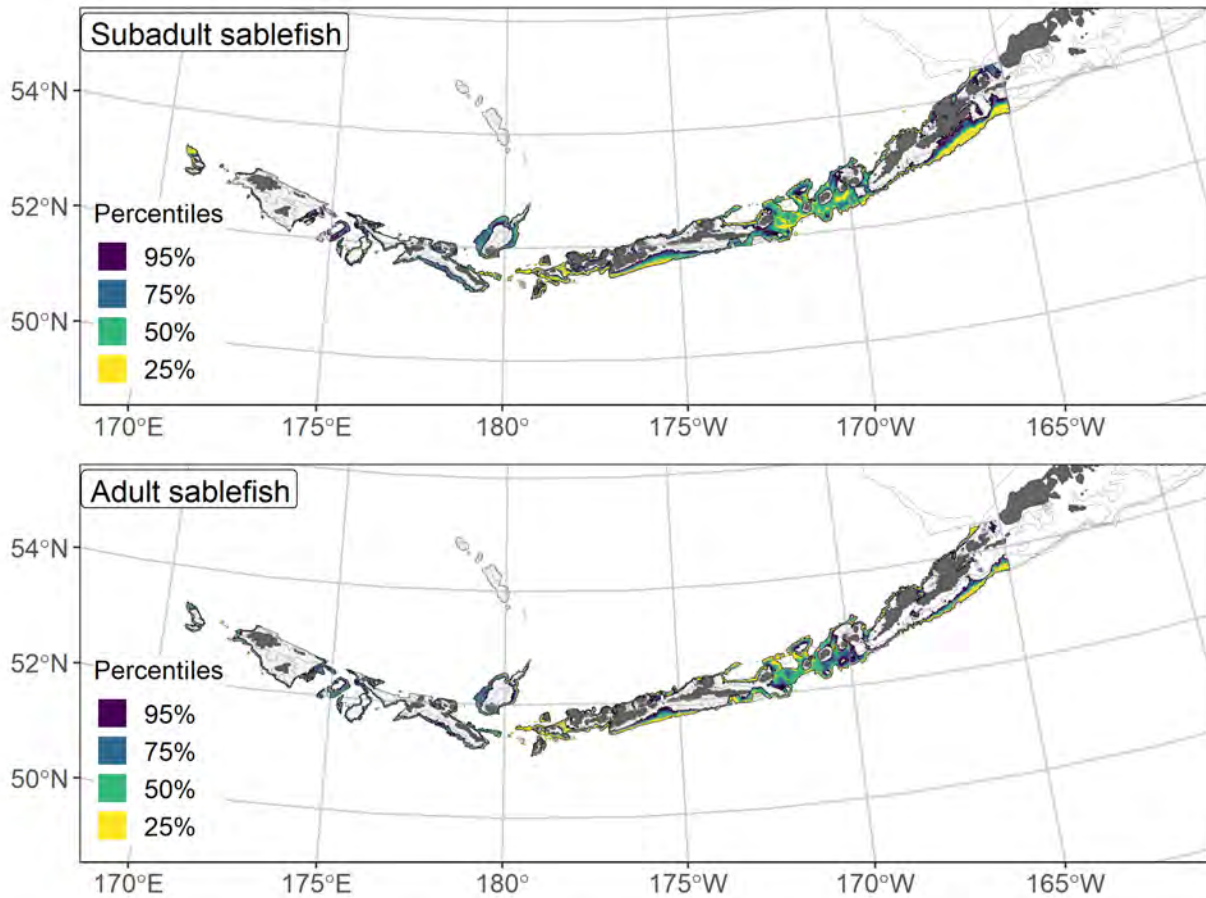 Subadult sablefish
54°N
52°N
50°N
Percentiles
95%
75%
50%
25%
170°E 175°E 180° 175°W 170°W 165°W
Adult sablefish
54°N
52°N
50°N
Percentiles
95%
75%
50%
25%
170°E 175°E 180° 175°W 170°W 165°W